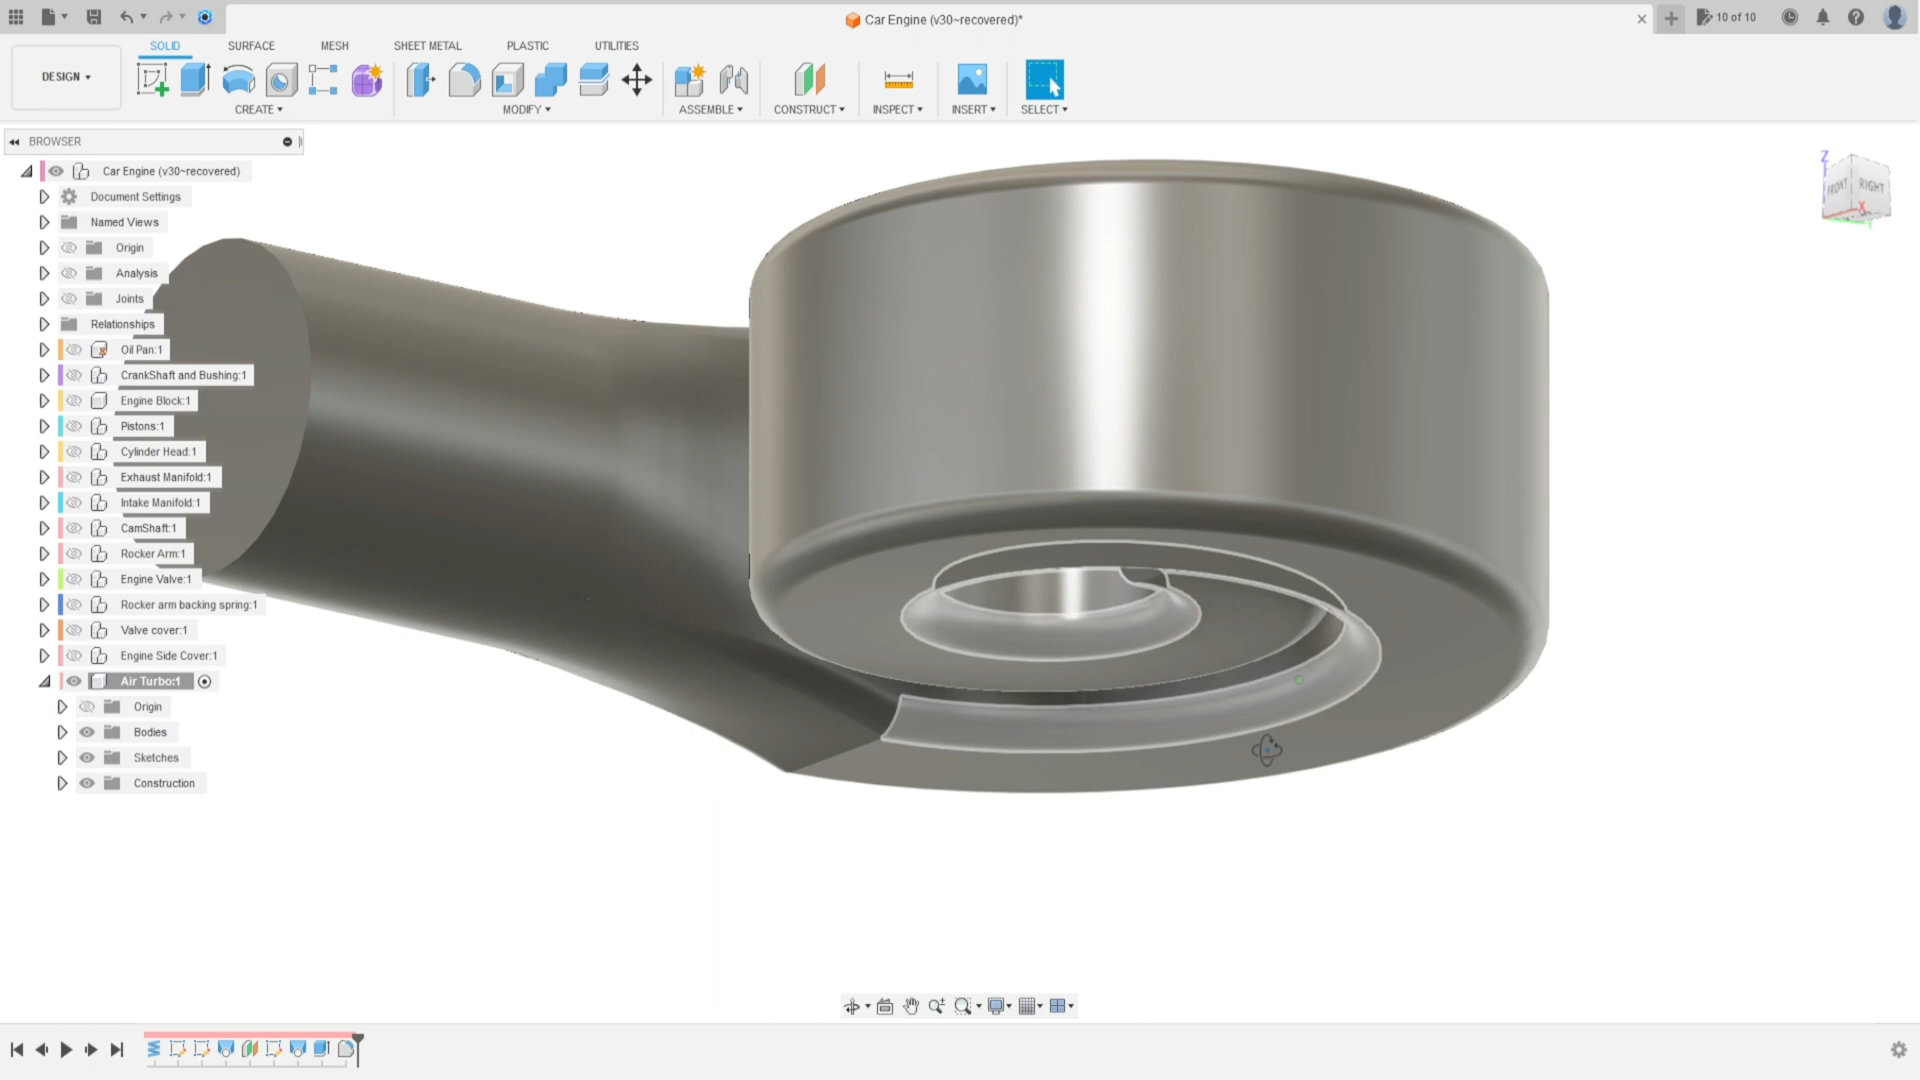 Car Engine (v30~recovered)*
10 of 10
DESIGN
SOLID
SURFACE
MESH
SHEET METAL
PLASTIC
UTILITIES
CREATE
MODIFY
ASSEMBLE
CONSTRUCT
INSPECT
INSERT
SELECT
BROWSER
Car Engine (v30~recovered)
Document Settings
Named Views
Origin
Analysis
Joints
Relationships
Oil Pan:1
CrankShaft and Bushing:1
Engine Block:1
Pistons:1
Cylinder Head:1
Exhaust Manifold:1
Intake Manifold:1
CamShaft:1
Rocker Arm:1
Engine Valve:1
Rocker arm backing spring:1
Valve cover:1
Engine Side Cover:1
Air Turbo:1
Origin
Bodies
Sketches
Construction
Z
FRONT
RIGHT
X
Y